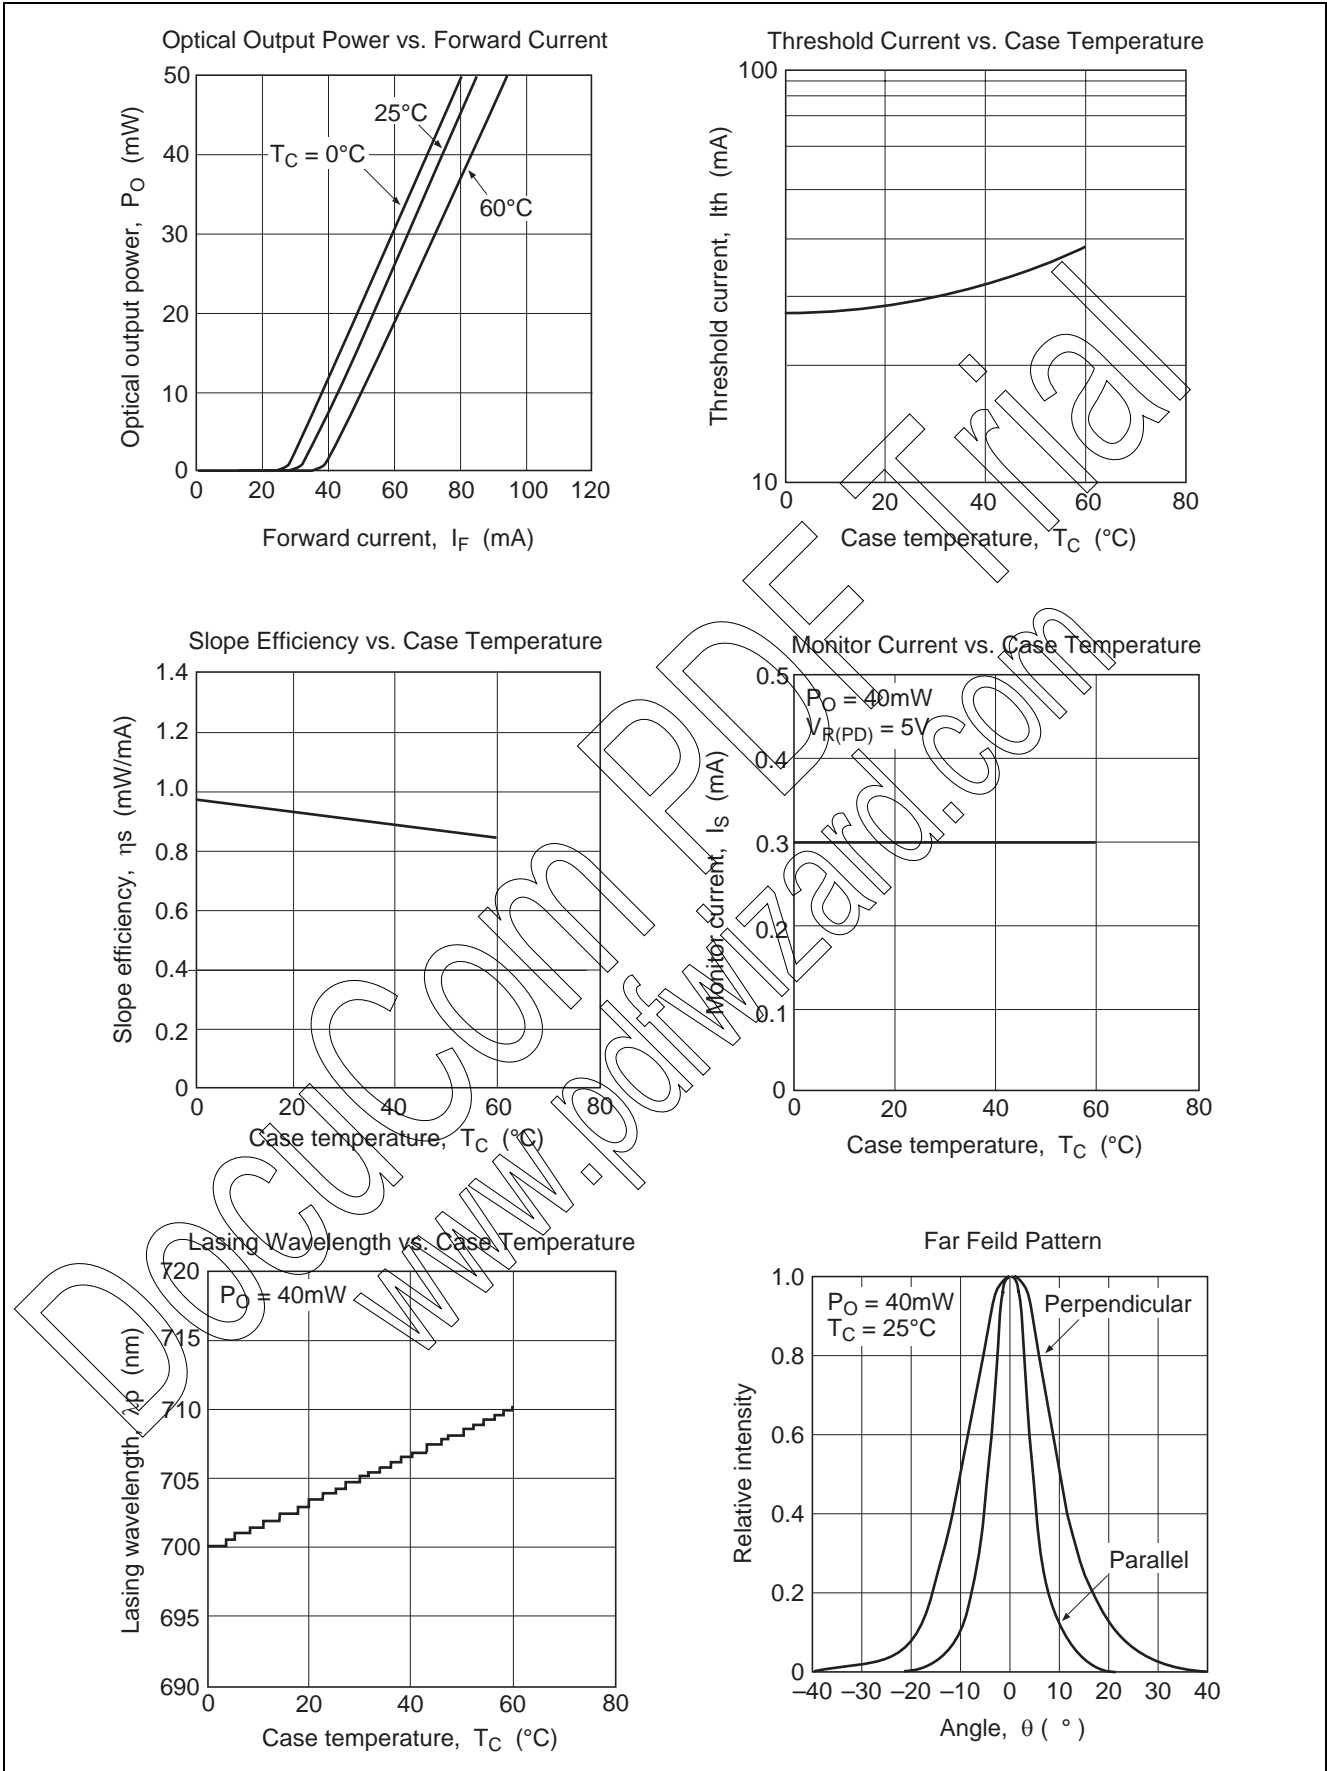 Optical Output Power vs. Forward Current
50
40
30
20
10
0
0 20 40 60 80 100 120
Optical output power, PO (mW)
Forward current, IF (mA)
TC = 0°C
25°C
60°C
Threshold Current vs. Case Temperature
100
10
0 20 40 60 80
Threshold current, Ith (mA)
Case temperature, TC (°C)
Slope Efficiency vs. Case Temperature
1.4
1.2
1.0
0.8
0.6
0.4
0.2
0
0 20 40 60 80
Slope efficiency, ηs (mW/mA)
Case temperature, TC (°C)
Monitor Current vs. Case Temperature
PO = 40mW
VR(PD) = 5V
0.5
0.4
0.3
0.2
0.1
0
0 20 40 60 80
Monitor current, IS (mA)
Case temperature, TC (°C)
Lasing Wavelength vs. Case Temperature
PO = 40mW
720
715
710
705
700
695
690
0 20 40 60 80
Lasing wavelength, λp (nm)
Case temperature, TC (°C)
Far Feild Pattern
PO = 40mW
TC = 25°C
Perpendicular
Parallel
1.0
0.8
0.6
0.4
0.2
0
–40 –30 –20 –10 0 10 20 30 40
Relative intensity
Angle, θ ( ° )
DocuCom PDF Trial
www.pdfwizard.com